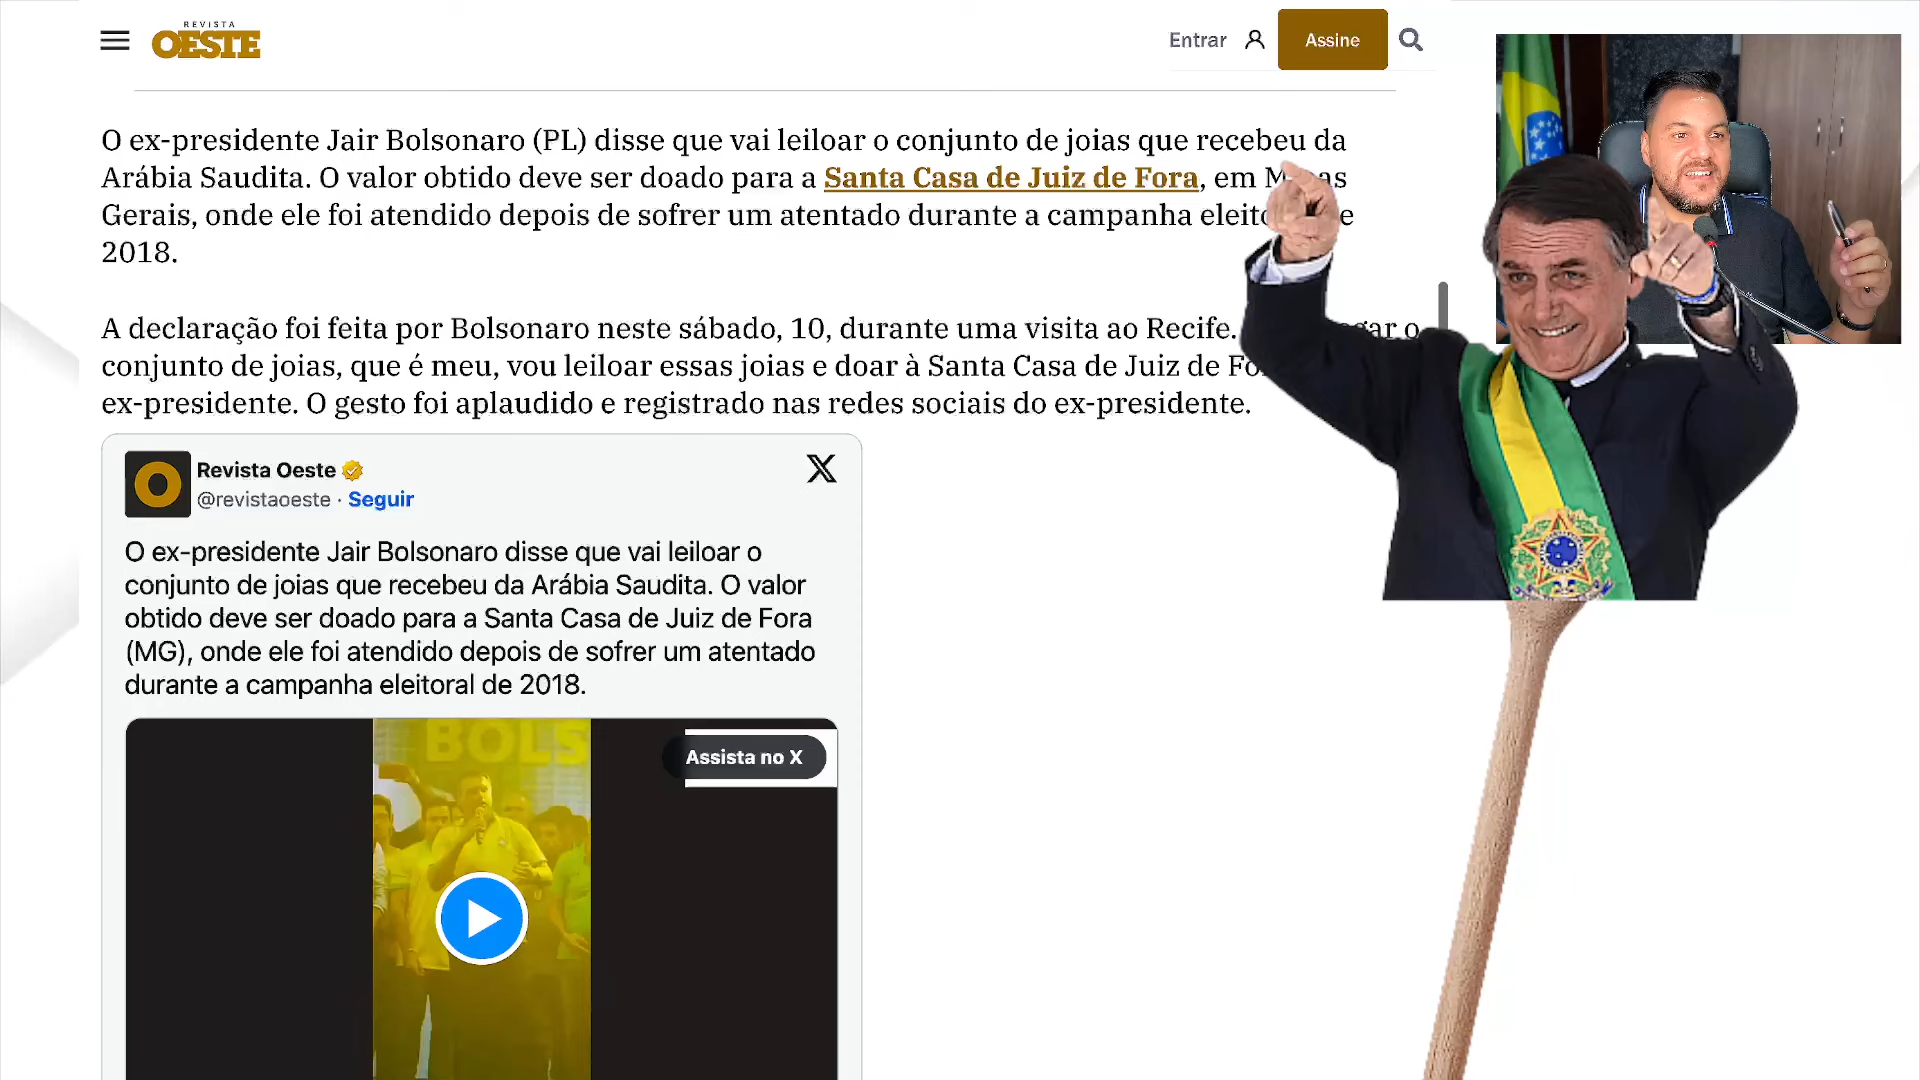 REVISTA
OESTE
Entrar
Assine
O ex-presidente Jair Bolsonaro (PL) disse que vai leiloar o conjunto de joias que recebeu da
Arábia Saudita. O valor obtido deve ser doado para a Santa Casa de Juiz de Fora, em
Gerais, onde ele foi atendido depois de sofrer um atentado durante a campanha
2018.
A declaração foi feita por Bolsonaro neste sábado, 10, durante uma visita ao Recife. o
conjunto de joias, que é meu, vou leiloar essas joias e doar à Santa Casa de Juiz de
ex-presidente. O gesto foi aplaudido e registrado nas redes sociais do ex-presidente.
Revista Oeste
@revistaoeste · Seguir
O ex-presidente Jair Bolsonaro disse que vai leiloar o
conjunto de joias que recebeu da Arábia Saudita. O valor
obtido deve ser doado para a Santa Casa de Juiz de Fora
(MG), onde ele foi atendido depois de sofrer um atentado
durante a campanha eleitoral de 2018.
BOLS
Assista no X